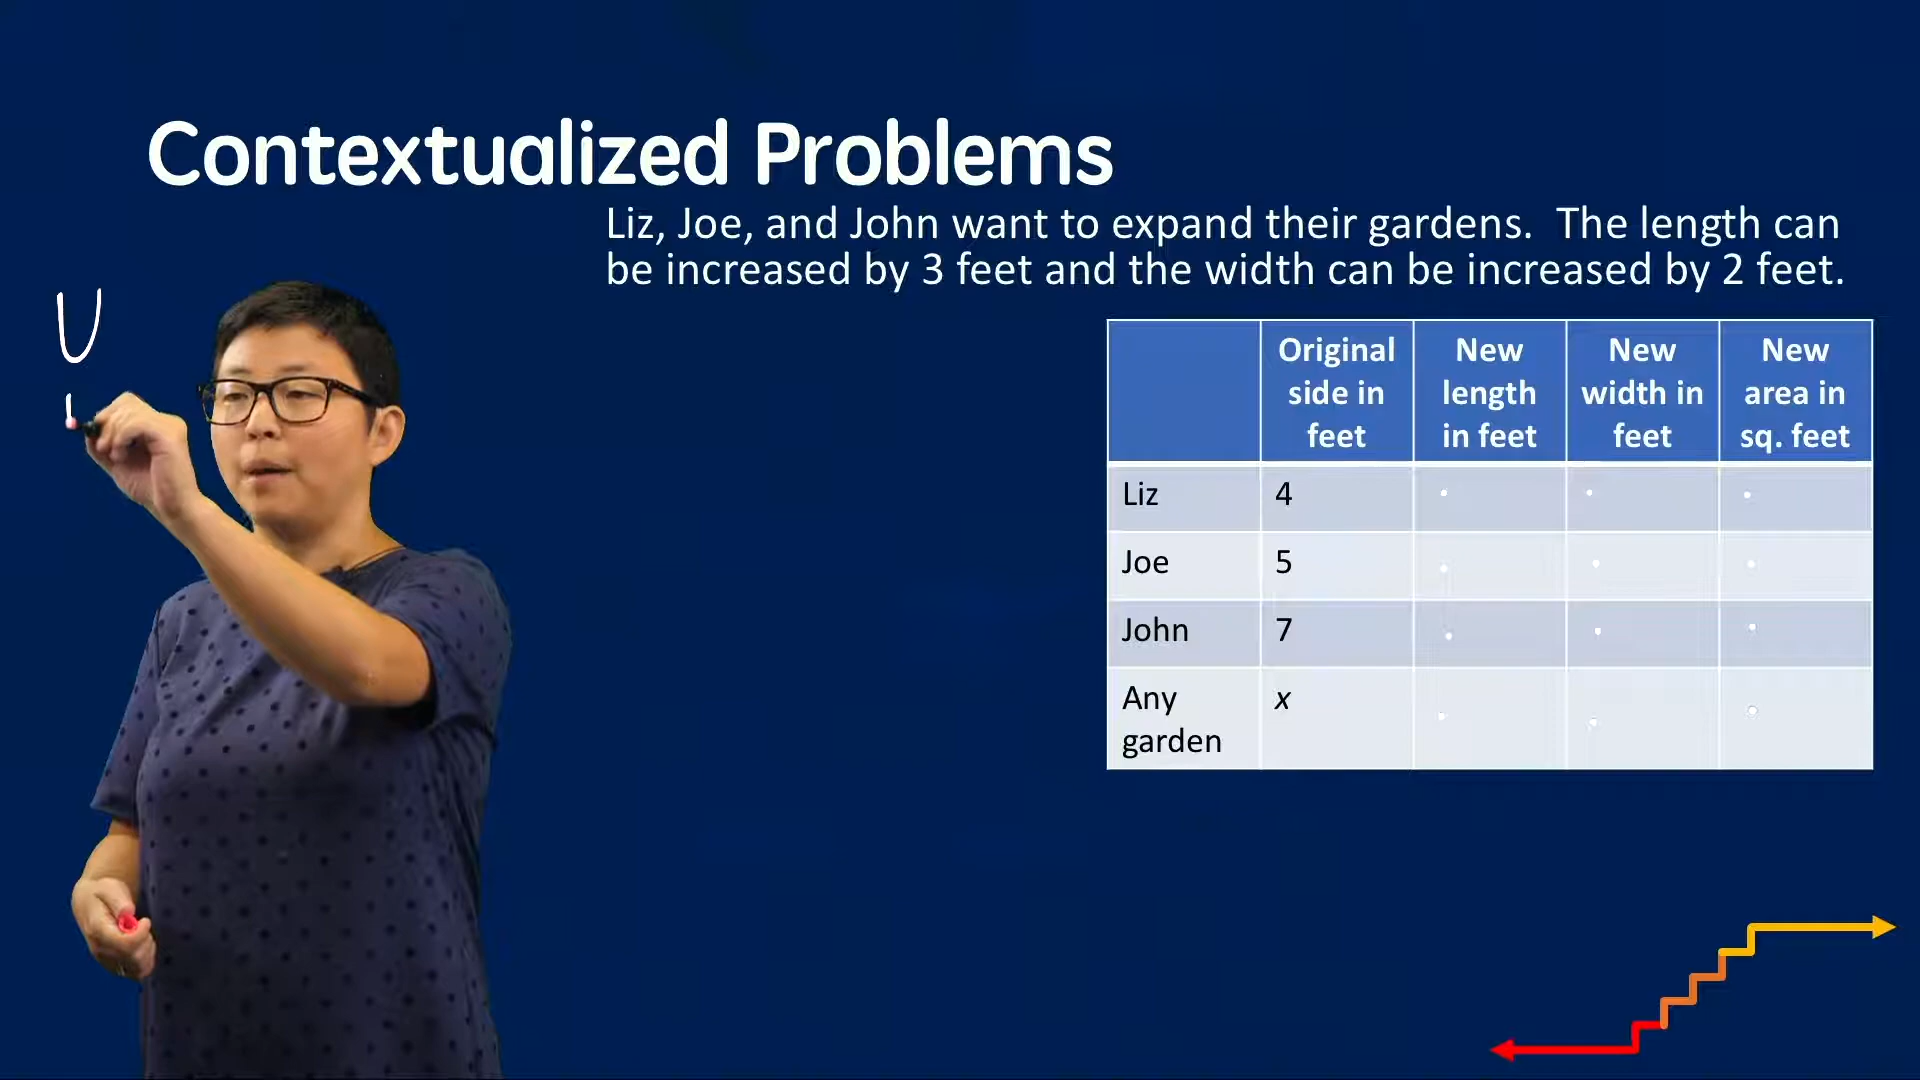 Contextualized Problems
Liz, Joe, and John want to expand their gardens. The length can
be increased by 3 feet and the width can be increased by 2 feet.
U
Original side in feet New length in feet New width in feet New area in sq. feet
Liz 4
Joe 5
John 7
Any garden x